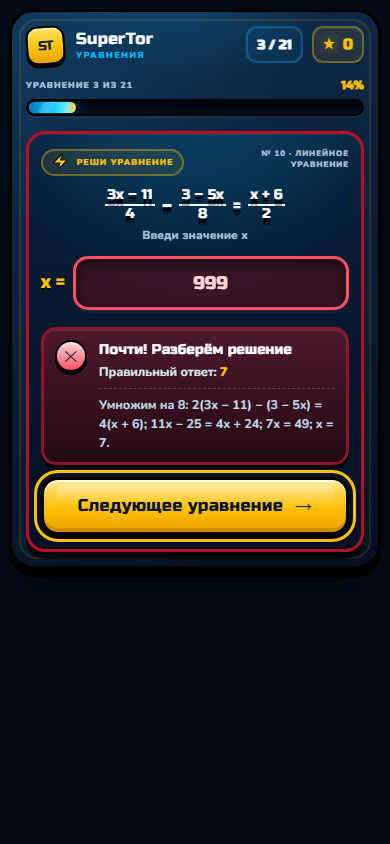 ST
SuperTor
УРАВНЕНИЯ
3 / 21
★ 0
УРАВНЕНИЕ 3 ИЗ 21
14%
⚡ РЕШИ УРАВНЕНИЕ
№ 10 · ЛИНЕЙНОЕ
УРАВНЕНИЕ
(3x − 11)/4 − (3 − 5x)/8 = (x + 6)/2
Введи значение x
x =
999
Почти! Разберём решение
Правильный ответ: 7
Умножим на 8: 2(3x − 11) − (3 − 5x) =
4(x + 6); 11x − 25 = 4x + 24; 7x = 49; x =
7.
Следующее уравнение →